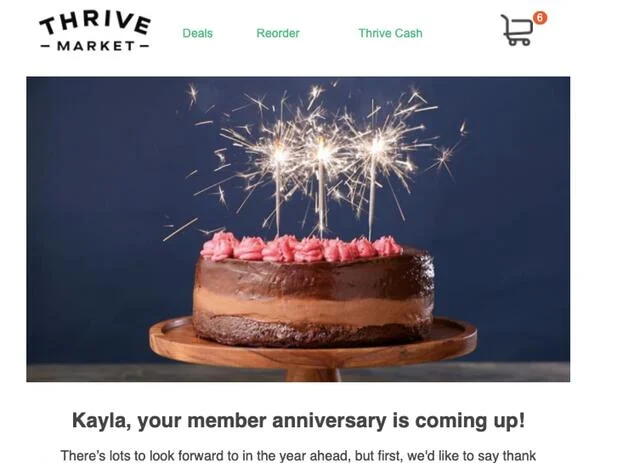 THRIVE
MARKET
Deals Reorder Thrive Cash 6
Kayla, your member anniversary is coming up!
There's lots to look forward to in the year ahead, but first, we'd like to say thank